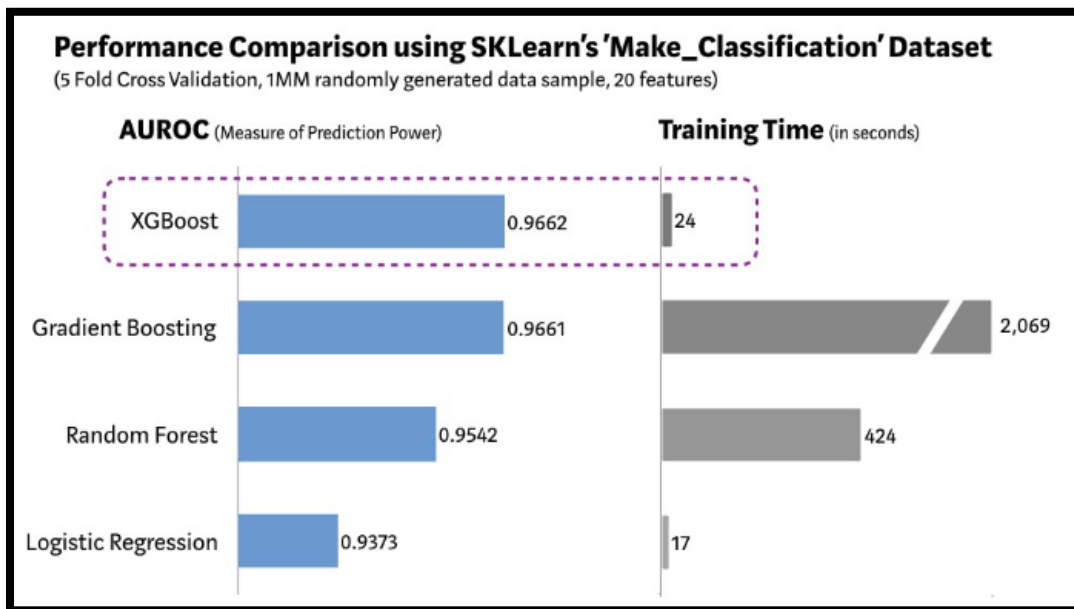 Performance Comparison using SKLearn's 'Make_Classification' Dataset
(5 Fold Cross Validation, 1MM randomly generated data sample, 20 features)
AUROC (Measure of Prediction Power)
Training Time (in seconds)
XGBoost
0.9662
24
Gradient Boosting
0.9661
2,069
Random Forest
0.9542
424
Logistic Regression
0.9373
17